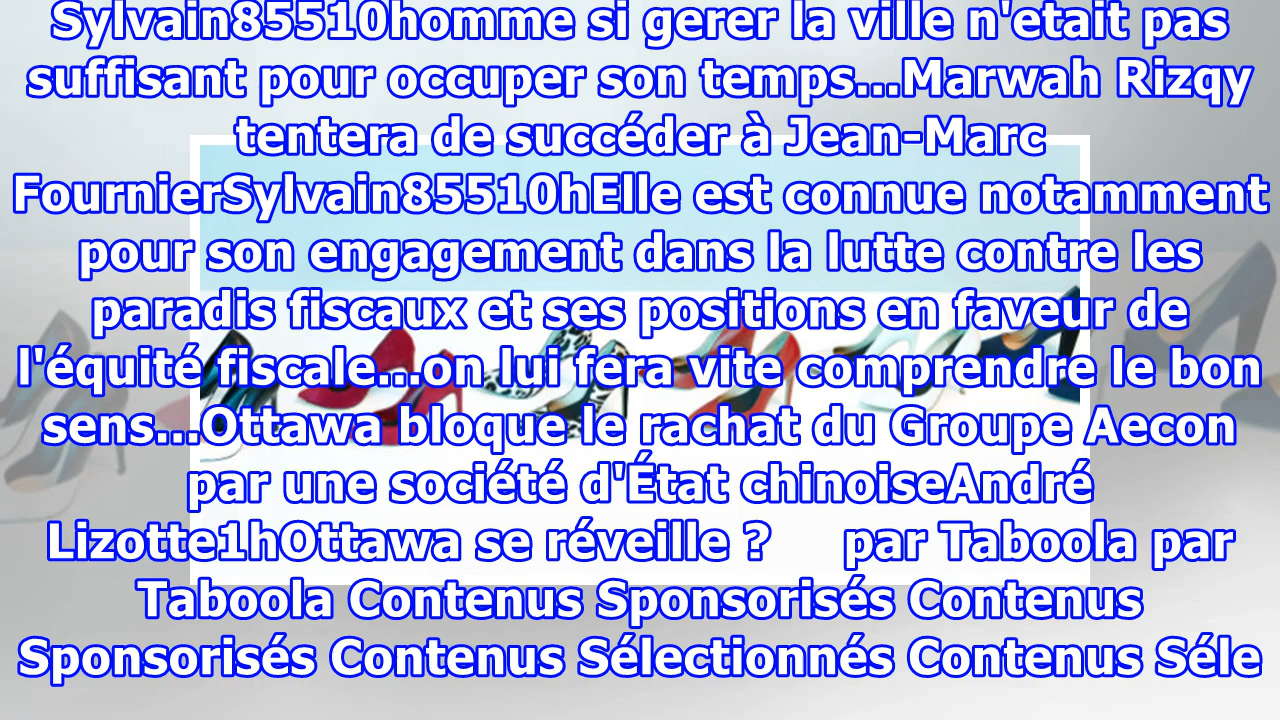 Sylvain85510homme si gerer la ville n'etait pas
suffisant pour occuper son temps...Marwah Rizqy
tentera de succéder à Jean-Marc
FournierSylvain85510hElle est connue notamment
pour son engagement dans la lutte contre les
paradis fiscaux et ses positions en faveur de
l'équité fiscale...on lui fera vite comprendre le bon
sens...Ottawa bloque le rachat du Groupe Aecon
par une société d'État chinoiseAndré
Lizotte1hOttawa se réveille ?     par Taboola par
Taboola Contenus Sponsorisés Contenus
Sponsorisés Contenus Sélectionnés Contenus Séle